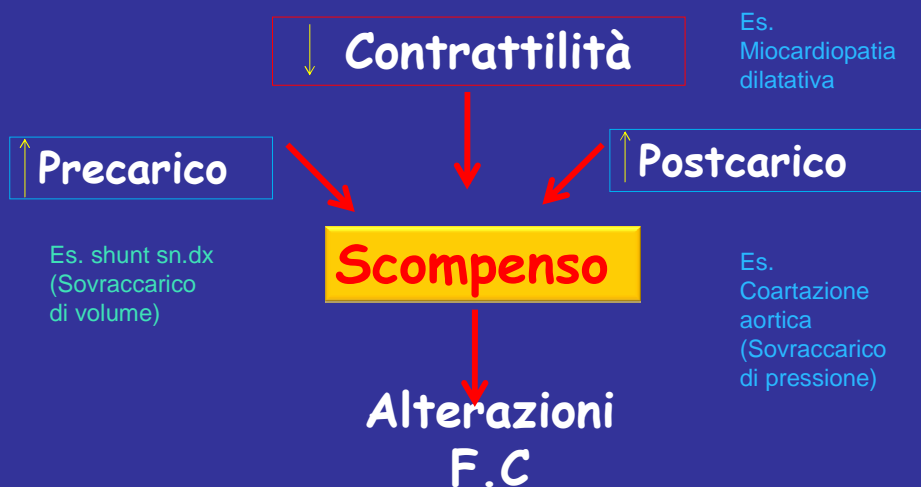 Contrattilità
Es.
Miocardiopatia
dilatativa
Precarico
Postcarico
Es. shunt sn.dx
(Sovraccarico
di volume)
Scompenso
Es.
Coartazione
aortica
(Sovraccarico
di pressione)
Alterazioni
F.C